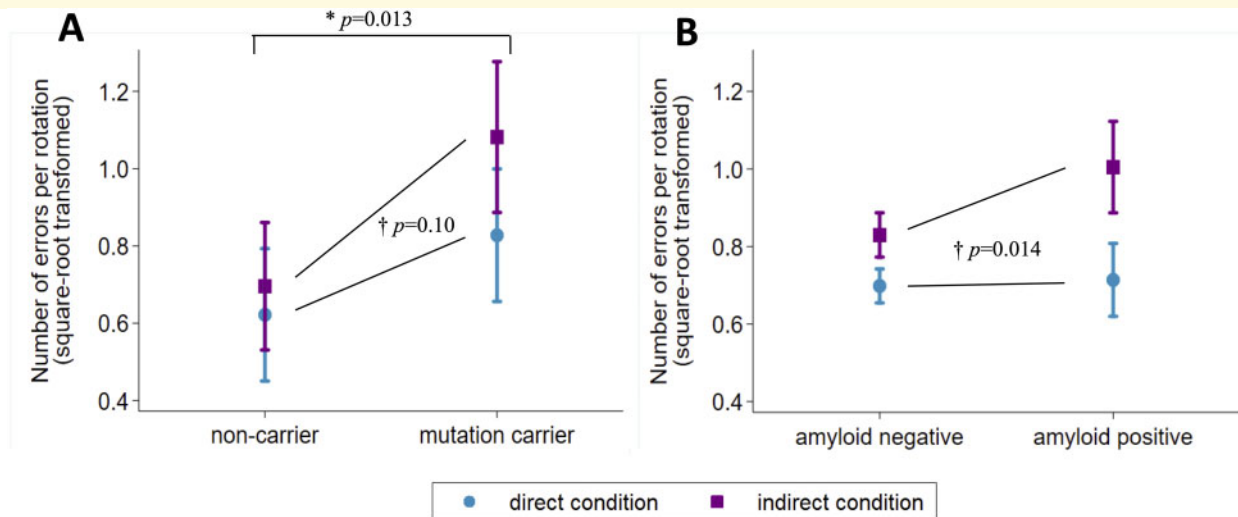 A
* p=0.013
Number of errors per rotation
(square-root transformed)
1.2
1.0
0.8
0.6
0.4
† p=0.10
non-carrier
mutation carrier
B
Number of errors per rotation
(square-root transformed)
1.2
1.0
0.8
0.6
0.4
† p=0.014
amyloid negative
amyloid positive
direct condition
indirect condition